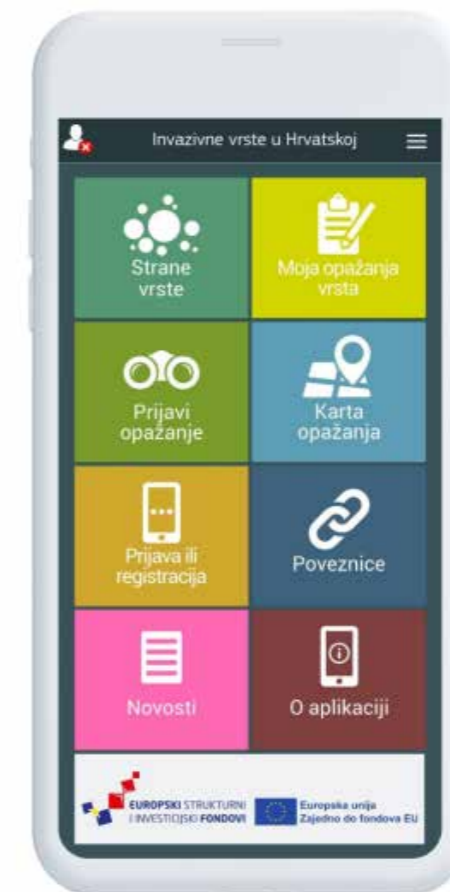 Invazivne vrste u Hrvatskoj
Strane
vrste
Moja opažanja
vrsta
Prijavi
opažanje
Karta
opažanja
Prijava ili
registracija
Poveznice
Novosti
O aplikaciji
EUROPSKI STRUKTURNI
I INVESTICIJSKI FONDOVI
Europska unija
Zajedno do fondova EU